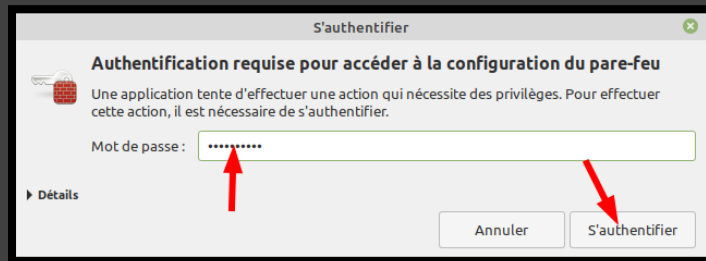 S'authentifier
Authentification requise pour accéder à la configuration du pare-feu
Une application tente d'effectuer une action qui nécessite des privilèges. Pour effectuer
cette action, il est nécessaire de s'authentifier.
Mot de passe : ••••••••••
Détails
Annuler S'authentifier